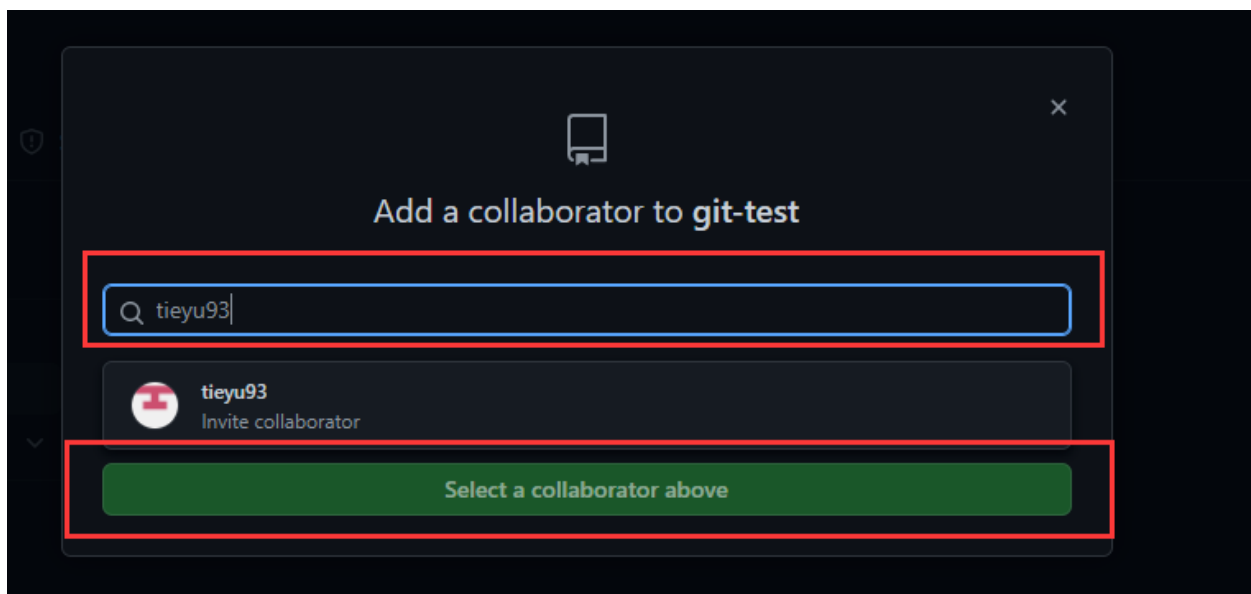 Add a collaborator to git-test
tieyu93
tieyu93
Invite collaborator
Select a collaborator above